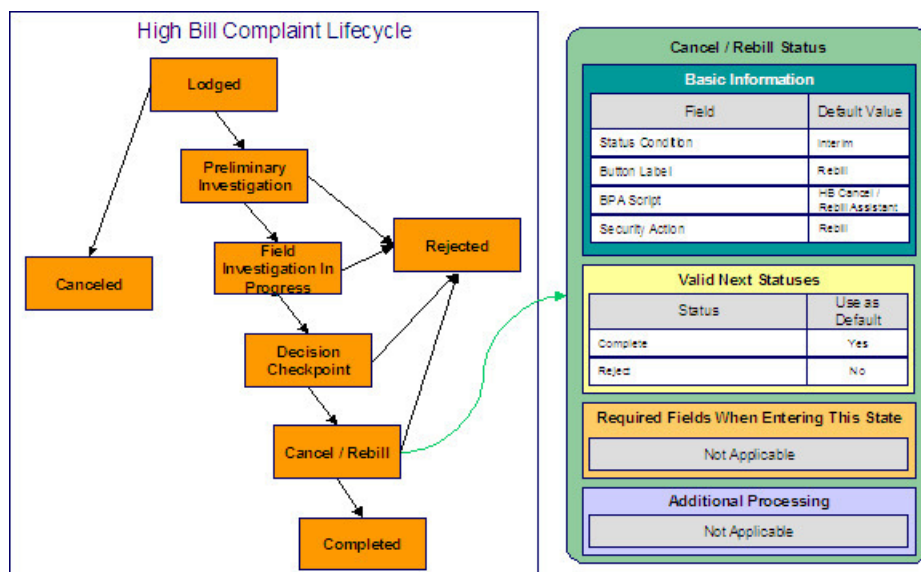 High Bill Complaint Lifecycle
Lodged
Preliminary
Investigation
Field
Investigation In
Progress
Rejected
Canceled
Decision
Checkpoint
Cancel / Rebill
Completed
Cancel / Rebill Status
Basic Information
Field Default Value
Status Condition Interim
Button Label Rebill
BPA Script HB Cancel /
Rebill Assistant
Security Action Rebill
Valid Next Statuses
Status Use as
Default
Complete Yes
Reject No
Required Fields When Entering This State
Not Applicable
Additional Processing
Not Applicable